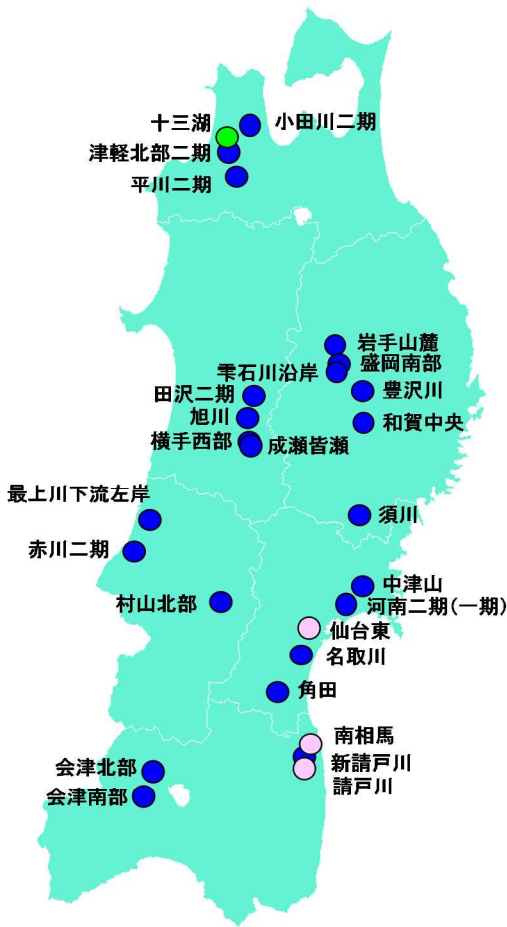 十三湖
小田川二期
津軽北部二期
平川二期
岩手山麓
盛岡南部
雫石川沿岸
田沢二期
豊沢川
旭川
和賀中央
横手西部
成瀬皆瀬
最上川下流左岸
須川
赤川二期
中津山
村山北部
河南二期(一期)
仙台東
名取川
角田
南相馬
新請戸川
会津北部
請戸川
会津南部